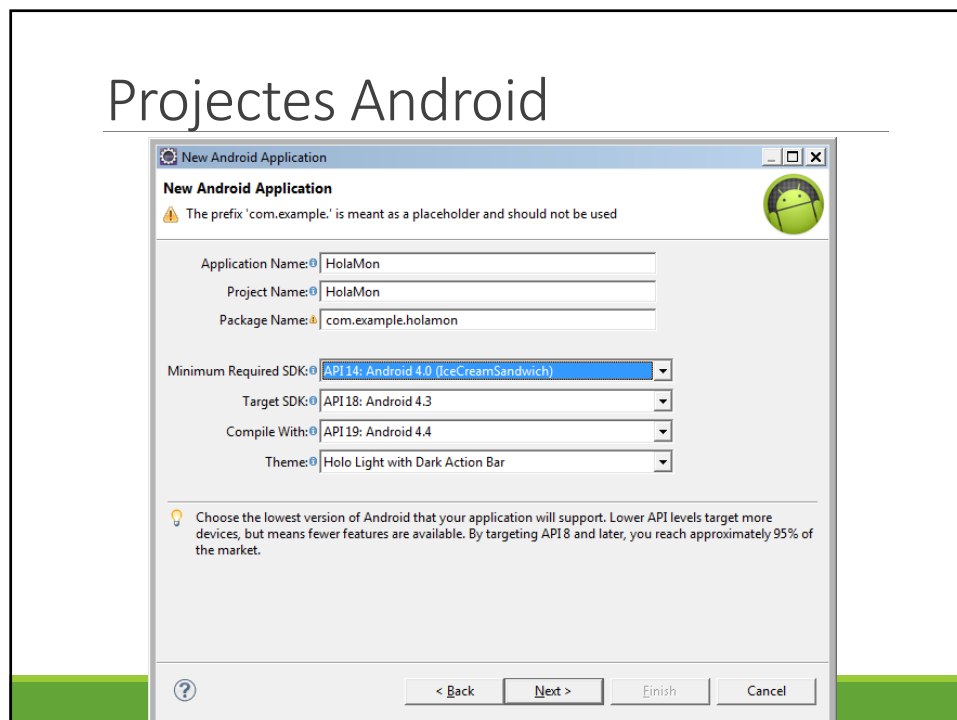 Projectes Android
New Android Application
New Android Application
The prefix 'com.example.' is meant as a placeholder and should not be used
Application Name: HolaMon
Project Name: HolaMon
Package Name: com.example.holamon
Minimum Required SDK: API 14: Android 4.0 (IceCreamSandwich)
Target SDK: API 18: Android 4.3
Compile With: API 19: Android 4.4
Theme: Holo Light with Dark Action Bar
Choose the lowest version of Android that your application will support. Lower API levels target more
devices, but means fewer features are available. By targeting API 8 and later, you reach approximately 95% of
the market.
< Back Next > Finish Cancel